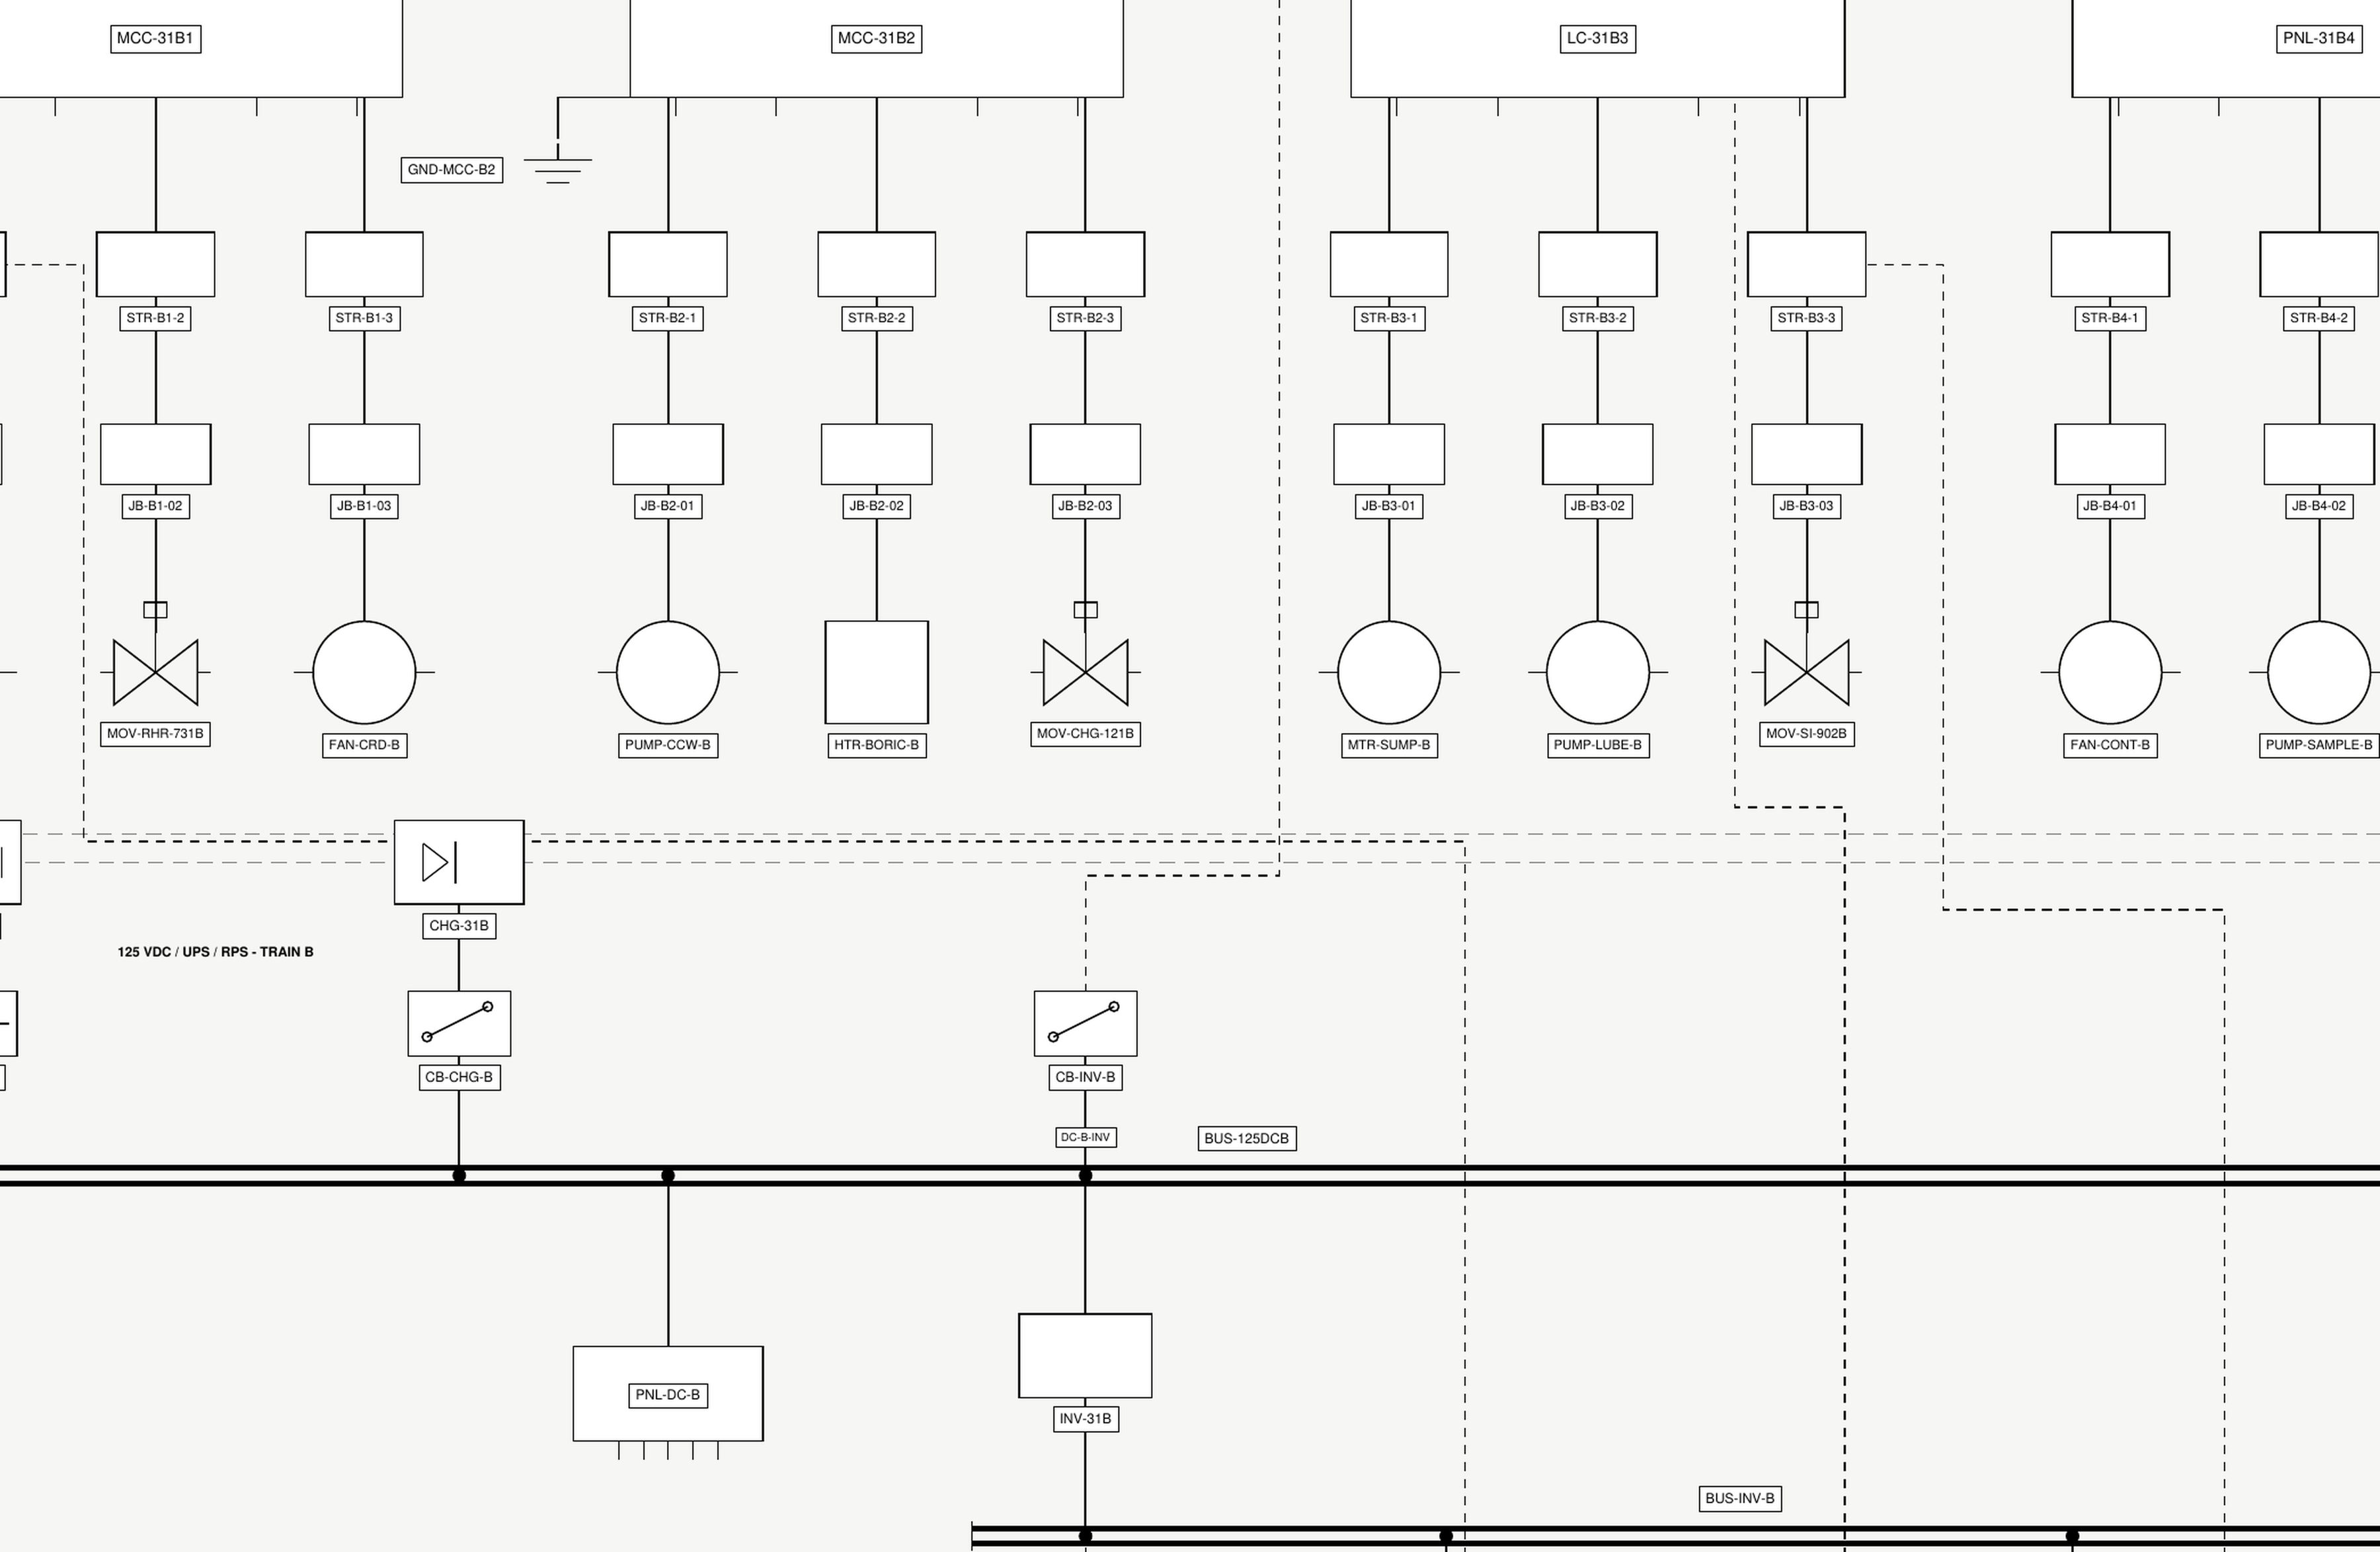 MCC-31B1
MCC-31B2
LC-31B3
PNL-31B4
GND-MCC-B2
STR-B1-2
STR-B1-3
STR-B2-1
STR-B2-2
STR-B2-3
STR-B3-1
STR-B3-2
STR-B3-3
STR-B4-1
STR-B4-2
JB-B1-02
JB-B1-03
JB-B2-01
JB-B2-02
JB-B2-03
JB-B3-01
JB-B3-02
JB-B3-03
JB-B4-01
JB-B4-02
MOV-RHR-731B
FAN-CRD-B
PUMP-CCW-B
HTR-BORIC-B
MOV-CHG-121B
MTR-SUMP-B
PUMP-LUBE-B
MOV-SI-902B
FAN-CONT-B
PUMP-SAMPLE-B
CHG-31B
125 VDC / UPS / RPS - TRAIN B
CB-CHG-B
CB-INV-B
DC-B-INV
BUS-125DCB
PNL-DC-B
INV-31B
BUS-INV-B